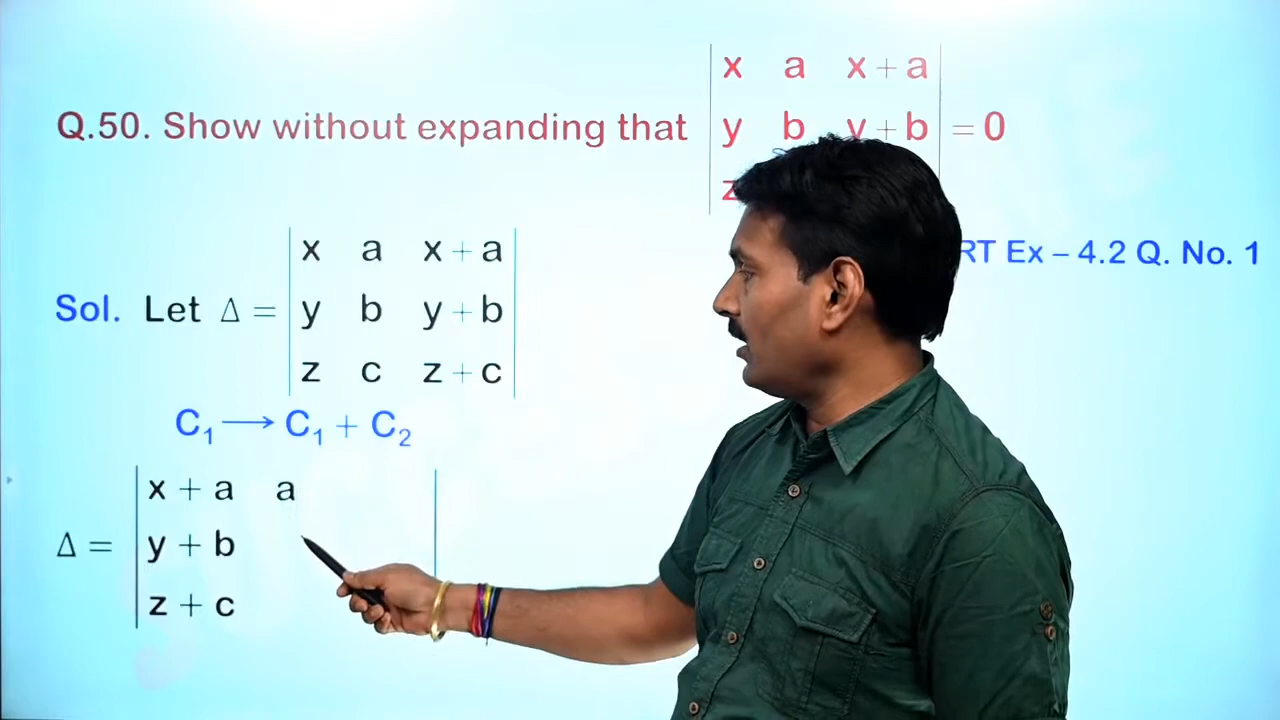 x a x + a
Q.50. Show without expanding that y b y + b = 0
z
RT Ex – 4.2 Q. No. 1
x a x + a
Sol. Let Δ = y b y + b
z c z + c
C₁ → C₁ + C₂
x + a a
Δ = y + b
z + c